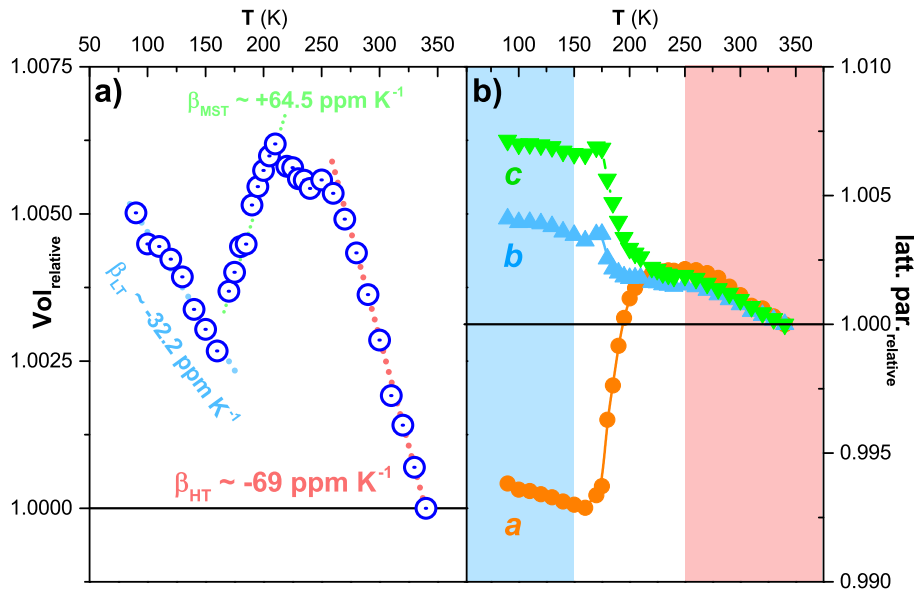 T (K)
T (K)
50 100 150 200 250 300 350
100 150 200 250 300 350
1.0075
1.0050
1.0025
1.0000
Vol_relative
a)
β_MST ~ +64.5 ppm K^-1
β_LT ~ -32.2 ppm K^-1
β_HT ~ -69 ppm K^-1
b)
c
b
a
1.010
1.005
1.000
0.995
0.990
latt. par._relative